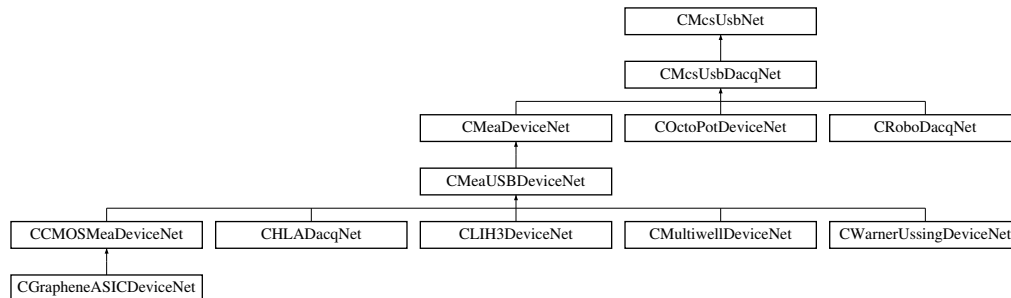 CMcsUsbNet
CMcsUsbDacqNet
CMeaDeviceNet COctoPotDeviceNet CRoboDacqNet
CMeaUSBDeviceNet
CCMOSMeaDeviceNet CHLADacqNet CLIH3DeviceNet CMultiwellDeviceNet CWarnerUssingDeviceNet
CGrapheneASICDeviceNet